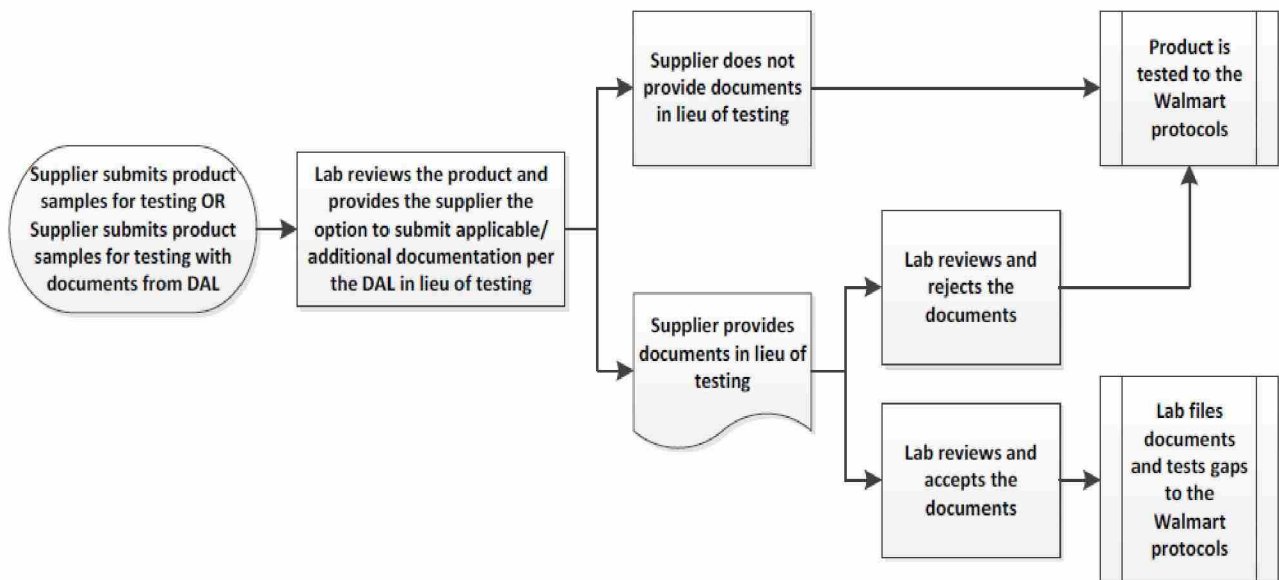 Supplier submits product
samples for testing OR
Supplier submits product
samples for testing with
documents from DAL
Lab reviews the product and
provides the supplier the
option to submit applicable/
additional documentation per
the DAL in lieu of testing
Supplier does not
provide documents
in lieu of testing
Product is
tested to the
Walmart
protocols
Supplier provides
documents in lieu of
testing
Lab reviews and
rejects the
documents
Lab reviews and
accepts the
documents
Lab files
documents
and tests gaps
to the
Walmart
protocols